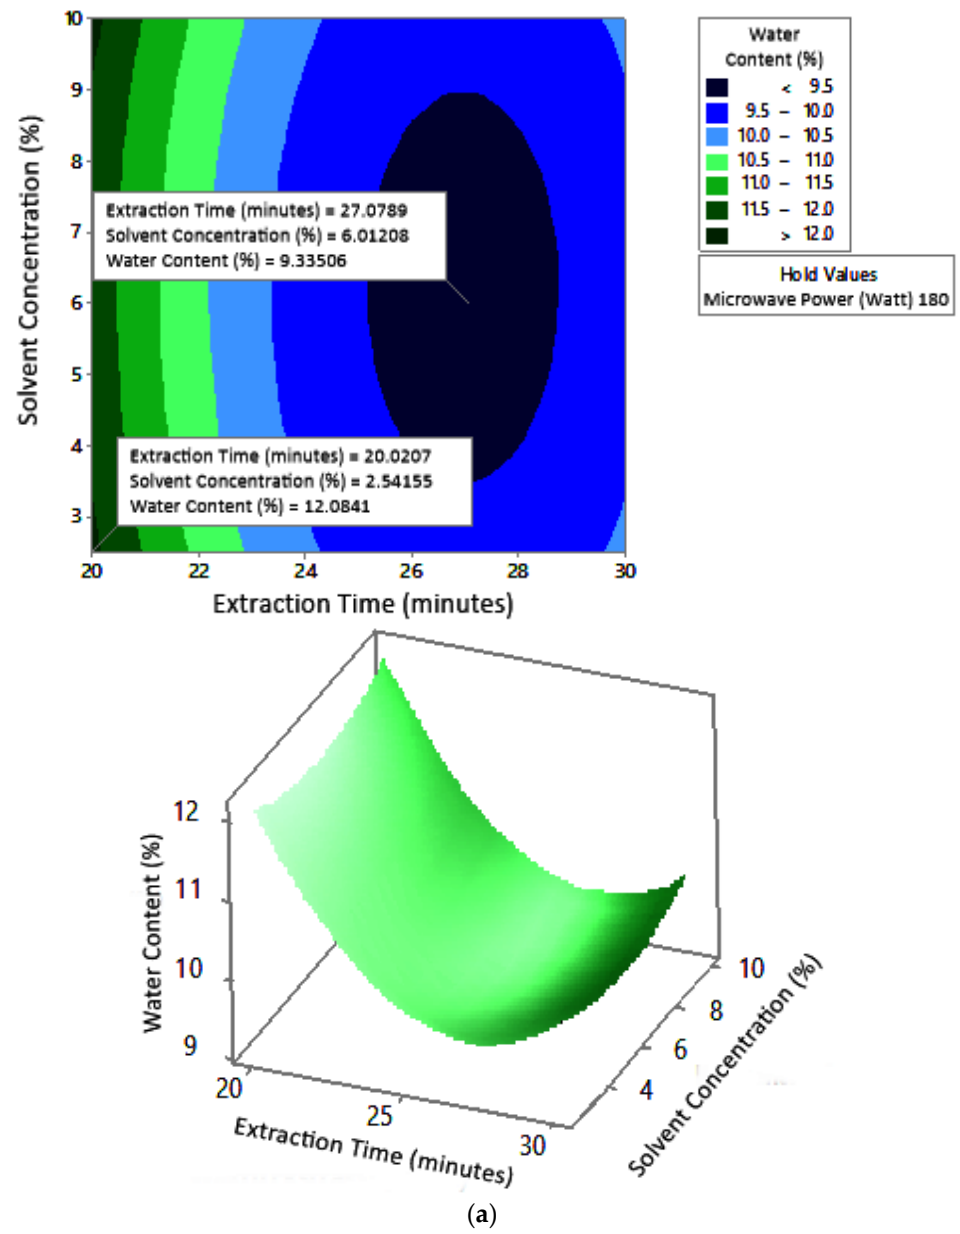 10
9
8
7
6
5
4
3
Solvent Concentration (%)
Extraction Time (minutes) = 27.0789
Solvent Concentration (%) = 6.01208
Water Content (%) = 9.33506
Extraction Time (minutes) = 20.0207
Solvent Concentration (%) = 2.54155
Water Content (%) = 12.0841
20 22 24 26 28 30
Extraction Time (minutes)
Water
Content (%)
< 9.5
9.5 – 10.0
10.0 – 10.5
10.5 – 11.0
11.0 – 11.5
11.5 – 12.0
> 12.0
Hold Values
Microwave Power (Watt) 180
12
11
10
9
Water Content (%)
20
25
30
Extraction Time (minutes)
10
8
6
4
Solvent Concentration (%)
(a)